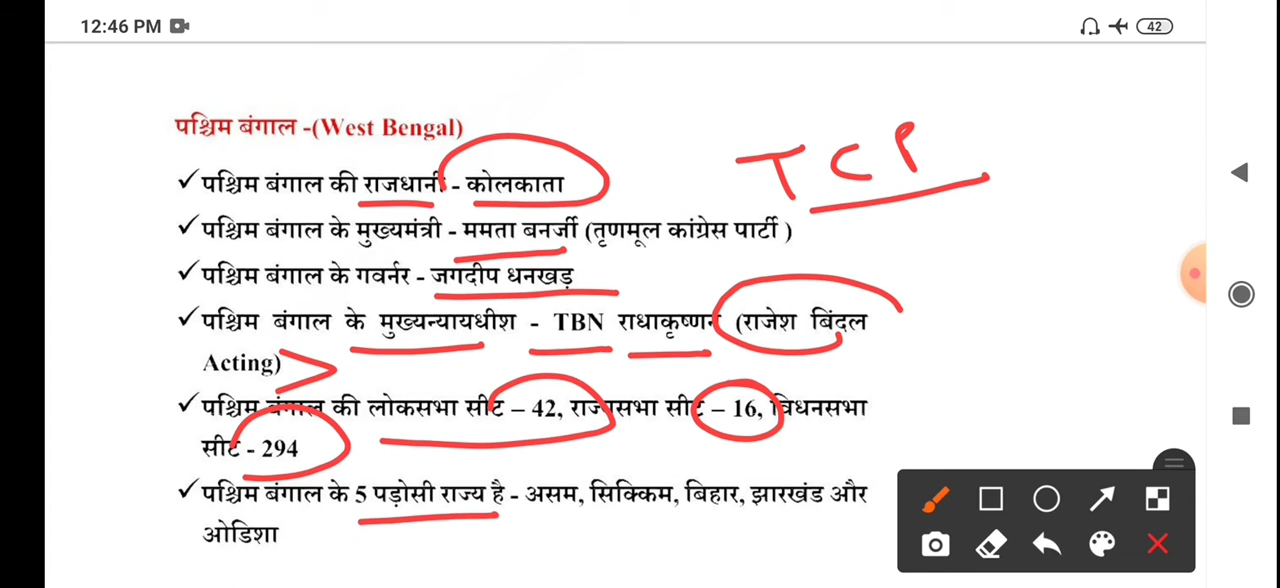 12:46 PM
42
पश्चिम बंगाल -(West Bengal)
T C P
✓ पश्चिम बंगाल की राजधानी - कोलकाता
✓ पश्चिम बंगाल के मुख्यमंत्री - ममता बनर्जी (तृणमूल कांग्रेस पार्टी )
✓ पश्चिम बंगाल के गवर्नर - जगदीप धनखड़
✓ पश्चिम बंगाल के मुख्यन्यायधीश - TBN राधाकृष्णन (राजेश बिंदल
Acting)
✓ पश्चिम बंगाल की लोकसभा सीट – 42, राज्यसभा सीट – 16, विधनसभा
सीट - 294
✓ पश्चिम बंगाल के 5 पड़ोसी राज्य है - असम, सिक्किम, बिहार, झारखंड और
ओडिशा